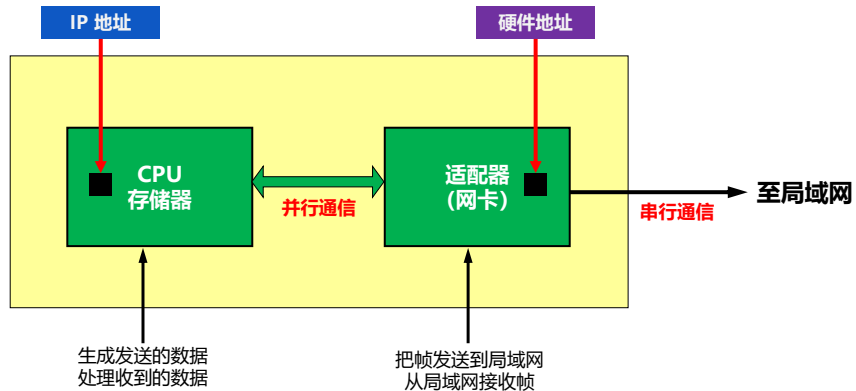 IP 地址
硬件地址
CPU
存储器
并行通信
适配器
（网卡）
串行通信
至局域网
生成发送的数据
处理收到的数据
把帧发送到局域网
从局域网接收帧